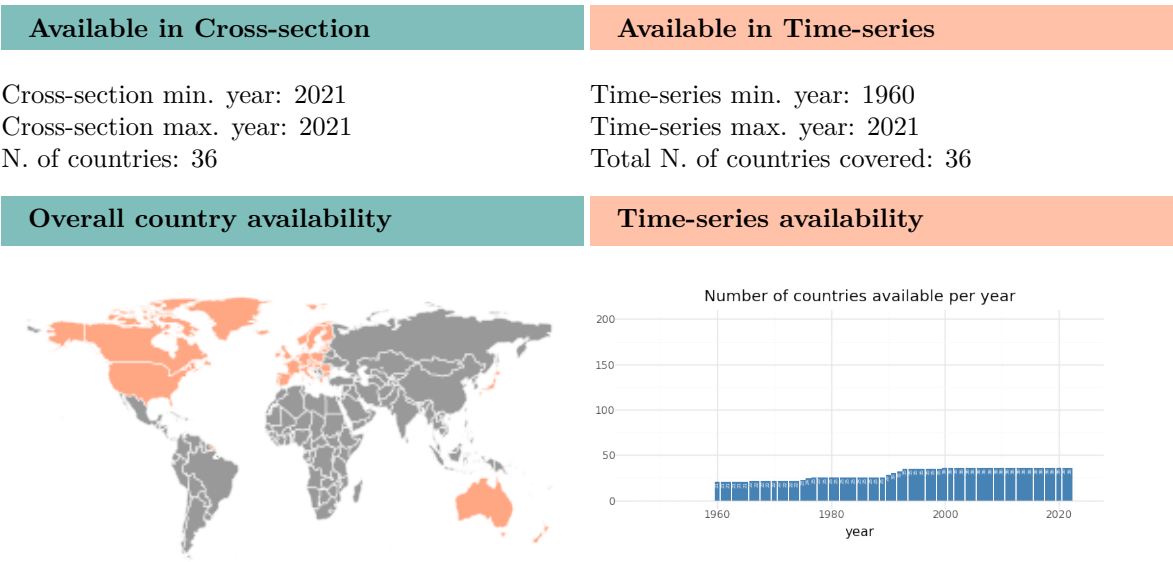 Available in Cross-section
Available in Time-series
Cross-section min. year: 2021
Cross-section max. year: 2021
N. of countries: 36
Time-series min. year: 1960
Time-series max. year: 2021
Total N. of countries covered: 36
Overall country availability
Time-series availability
Number of countries available per year
200
150
100
50
0
1960 1980 2000 2020
year